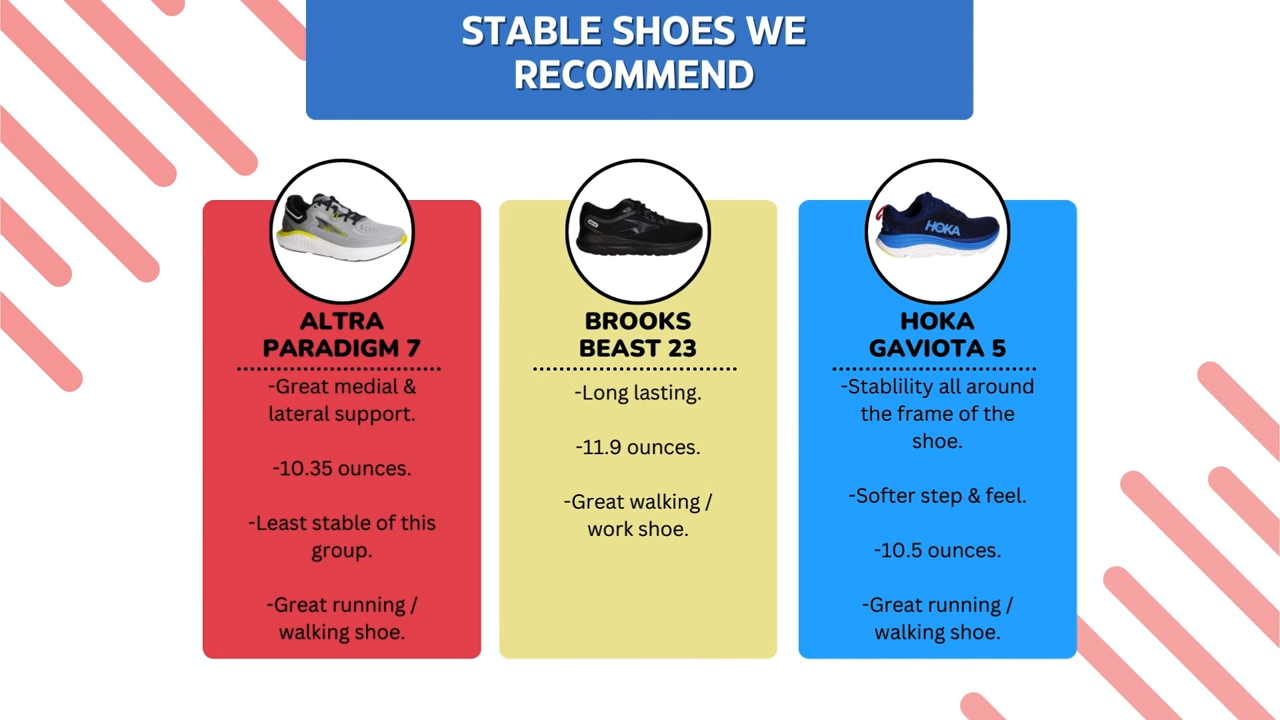 STABLE SHOES WE
RECOMMEND
ALTRA
PARADIGM 7
-Great medial &
lateral support.
-10.35 ounces.
-Least stable of this
group.
-Great running /
walking shoe.
BROOKS
BEAST 23
-Long lasting.
-11.9 ounces.
-Great walking /
work shoe.
HOKA
HOKA
GAVIOTA 5
-Stablility all around
the frame of the
shoe.
-Softer step & feel.
-10.5 ounces.
-Great running /
walking shoe.